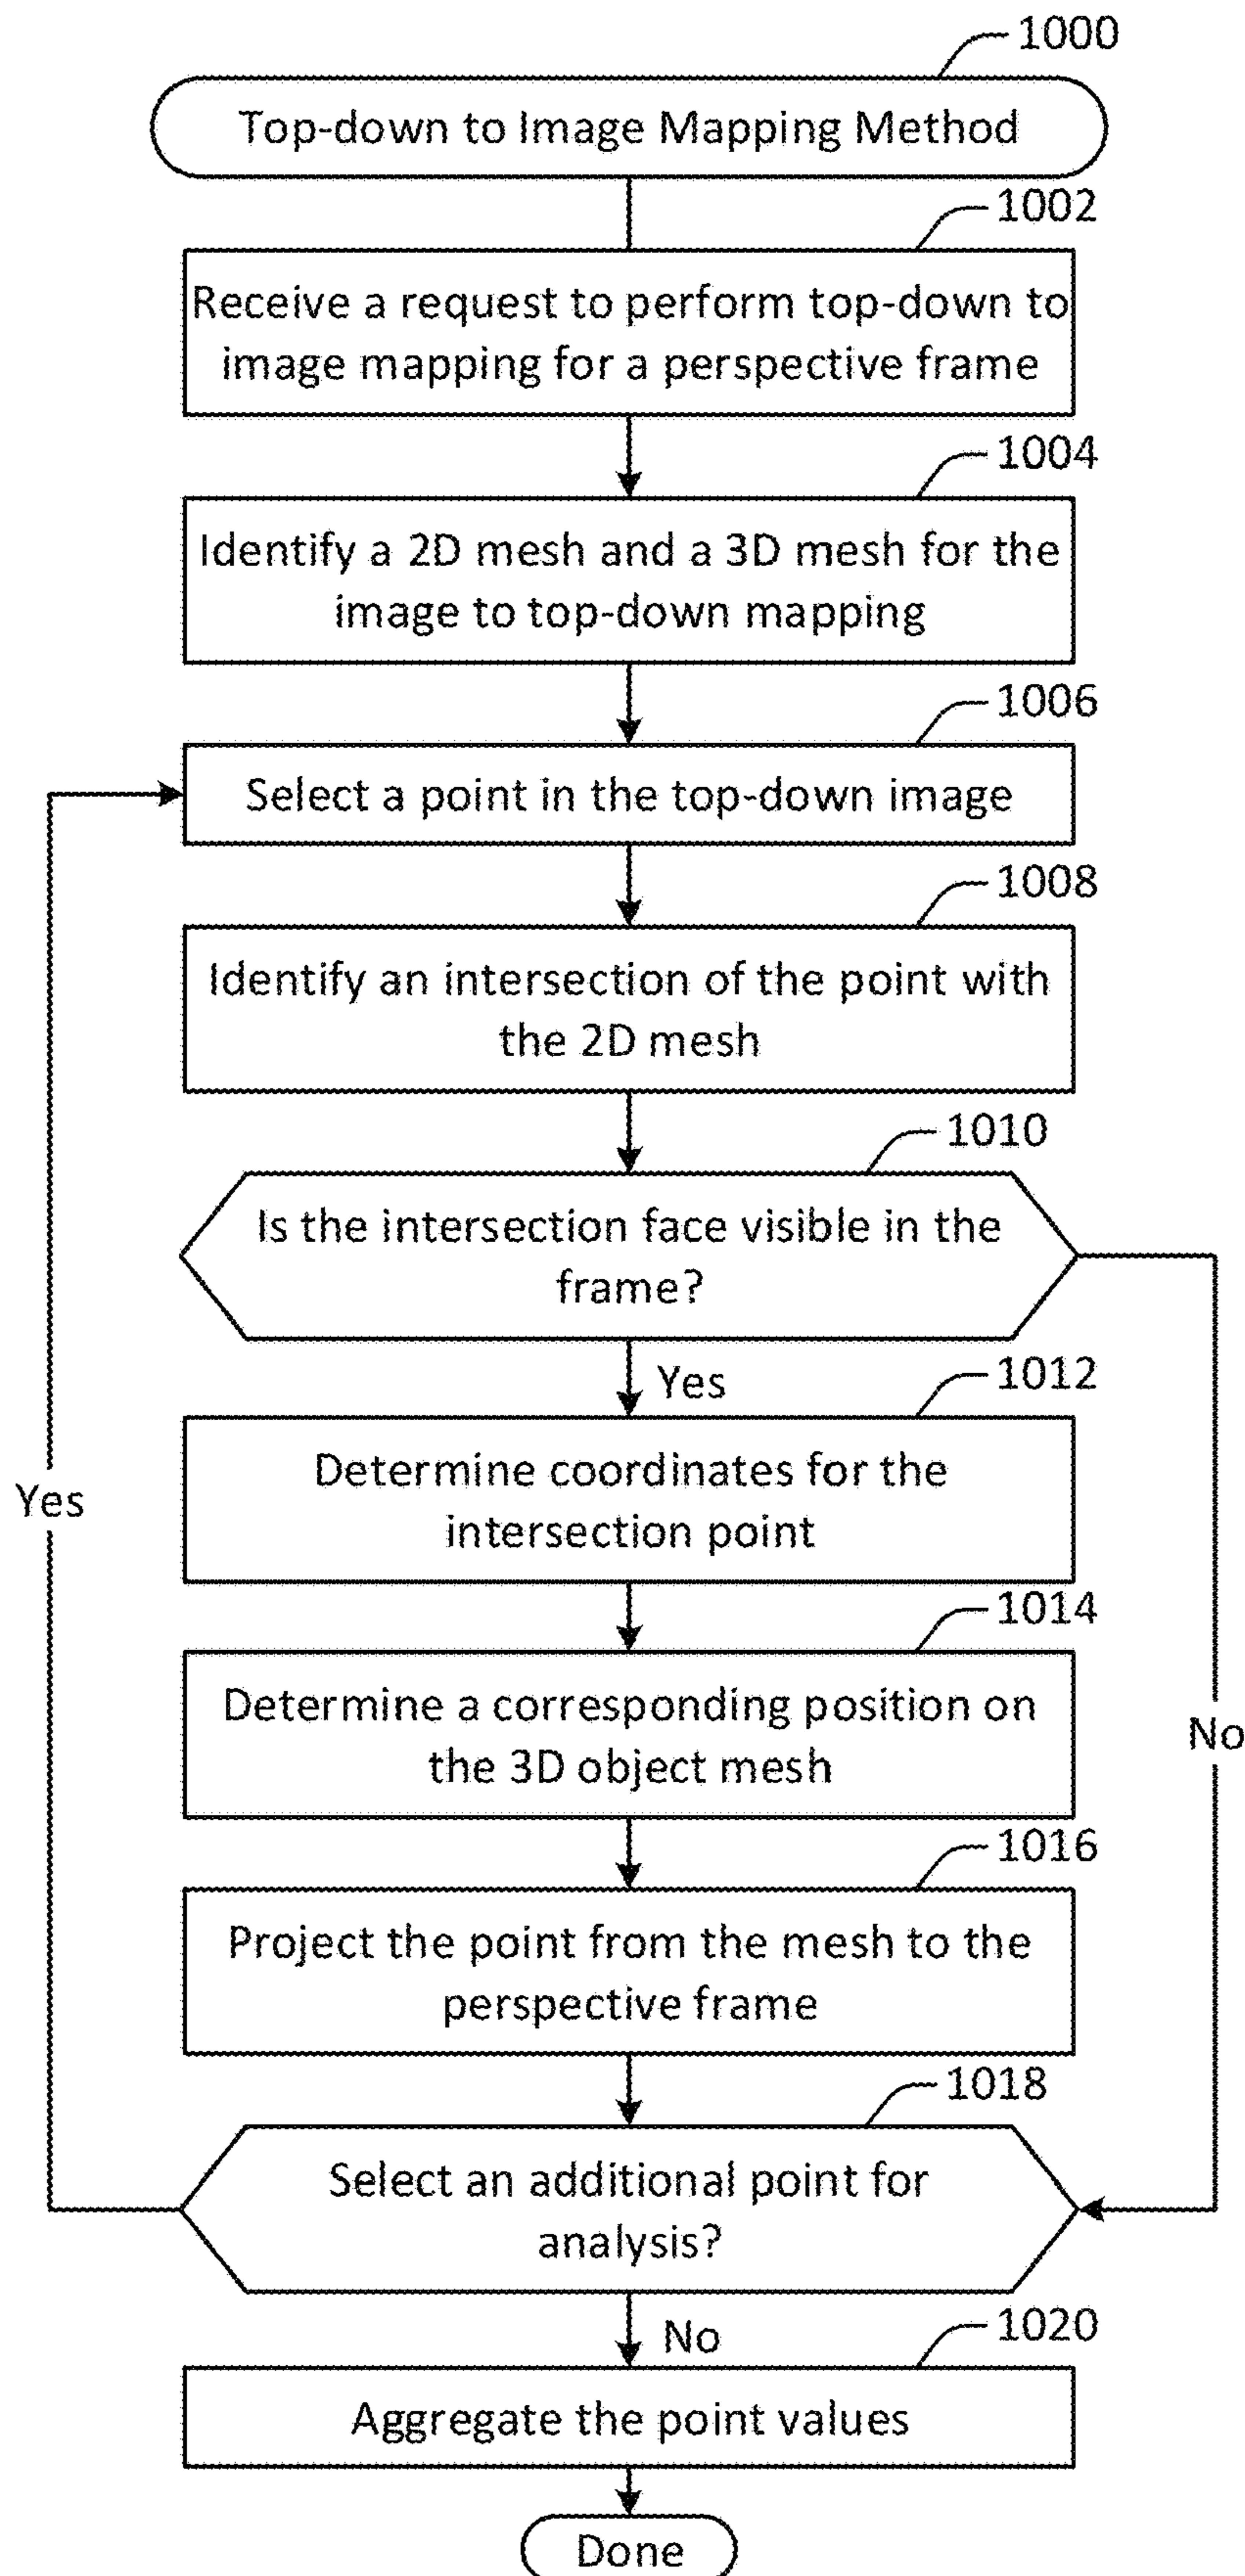 1000
Top-down to Image Mapping Method
1002
Receive a request to perform top-down to
image mapping for a perspective frame
1004
Identify a 2D mesh and a 3D mesh for the
image to top-down mapping
1006
Select a point in the top-down image
1008
Identify an intersection of the point with
the 2D mesh
1010
Is the intersection face visible in the
frame?
Yes
1012
Determine coordinates for the
intersection point
Yes
1014
Determine a corresponding position on
the 3D object mesh
No
1016
Project the point from the mesh to the
perspective frame
1018
Select an additional point for
analysis?
No
1020
Aggregate the point values
Done